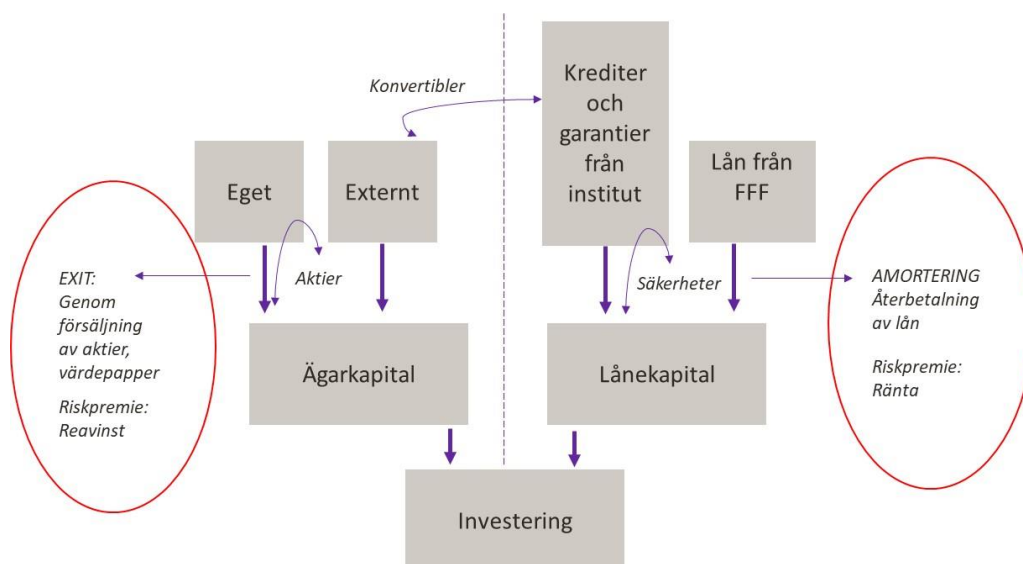 Konvertibler
Krediter
och
garantier
från
institut
Eget
Externt
Lån från
FFF
Aktier
Säkerheter
EXIT:
Genom
försäljning
av aktier,
värdepapper
Riskpremie:
Reavinst
AMORTERING
Återbetalning
av lån
Riskpremie:
Ränta
Ägarkapital
Lånekapital
Investering